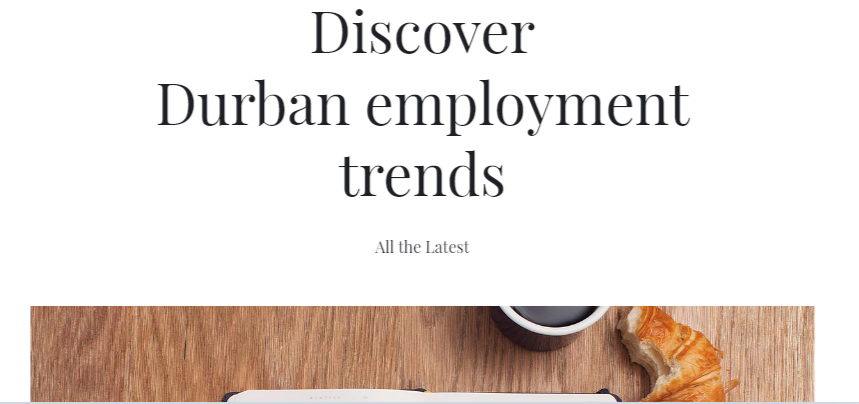 Discover
Durban employment
trends
All the Latest